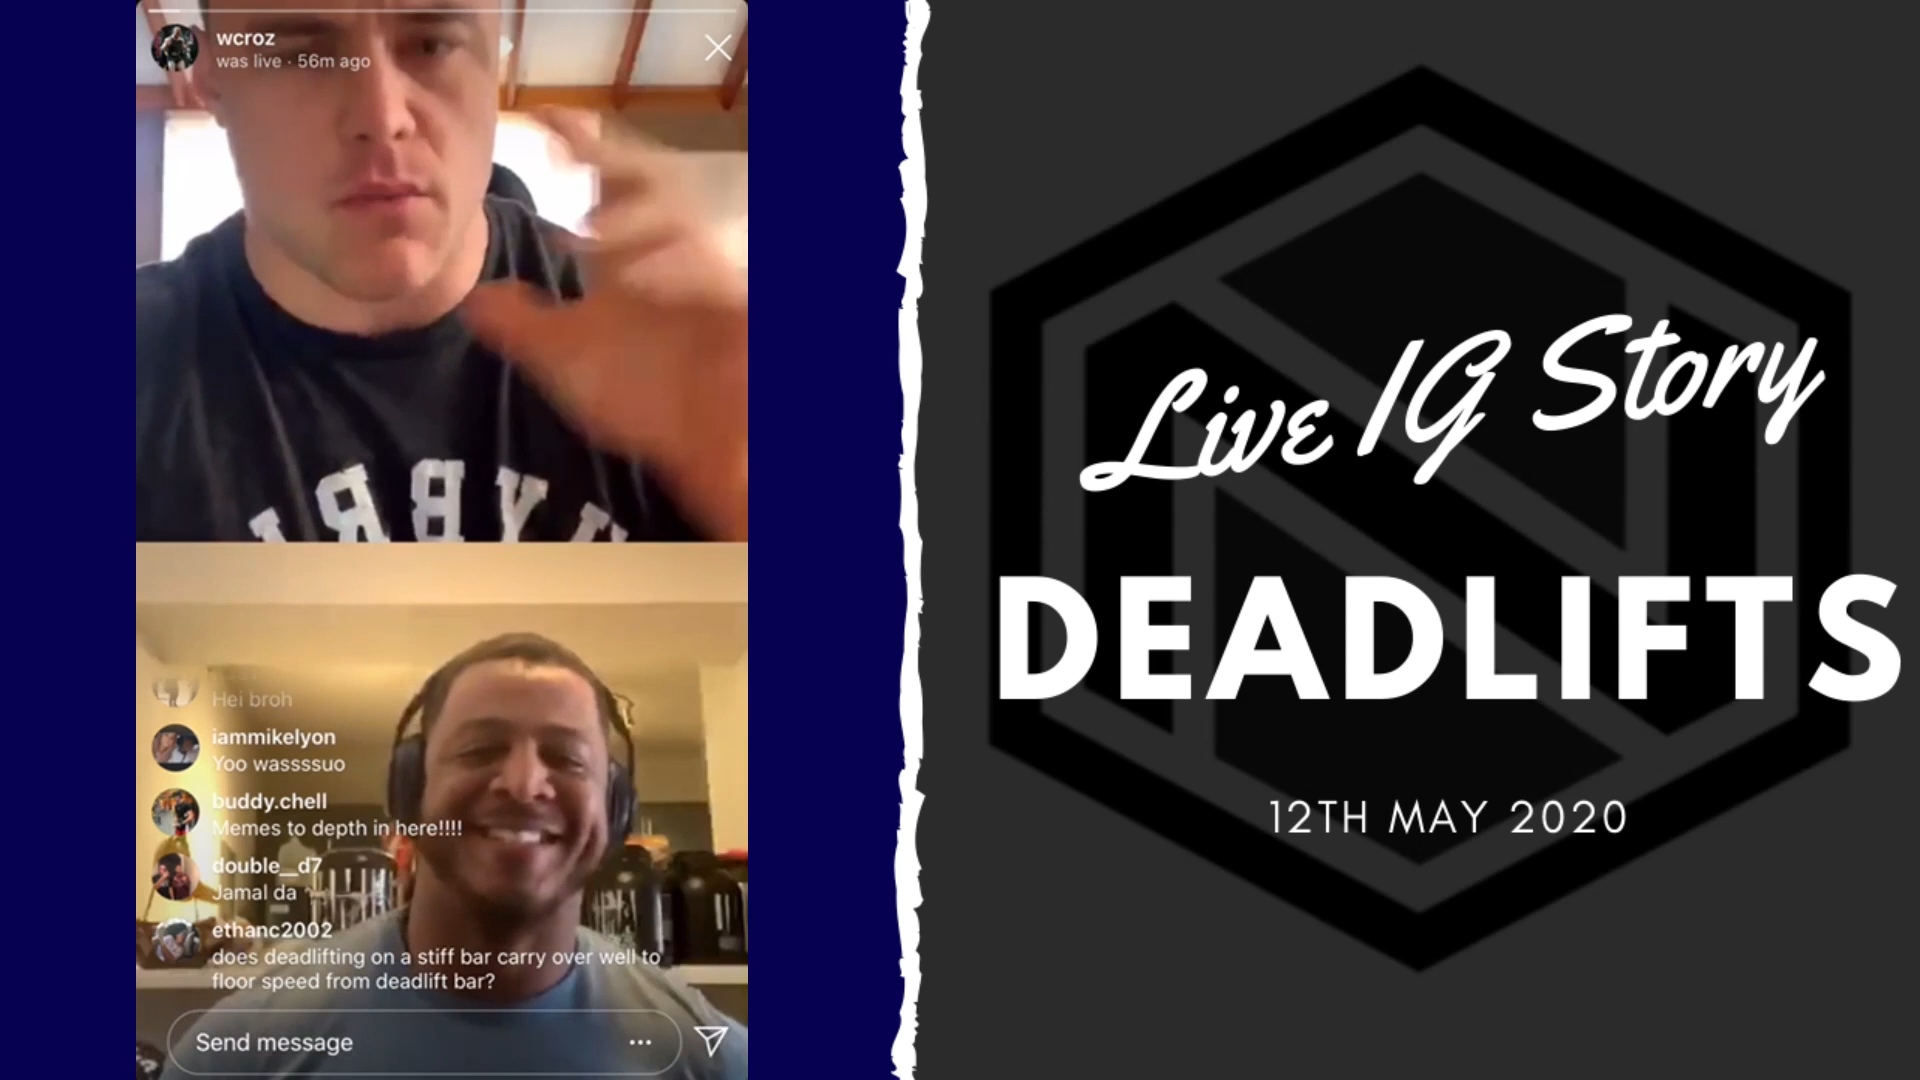 wcroz
was live · 56m ago
Hei broh
iammikelyon
Yoo wassssuo
buddy.chell
Memes to depth in here!!!!
double__d7
Jamal da
ethanc2002
does deadlifting on a stiff bar carry over well to
floor speed from deadlift bar?
Send message
Live IG Story
DEADLIFTS
12TH MAY 2020